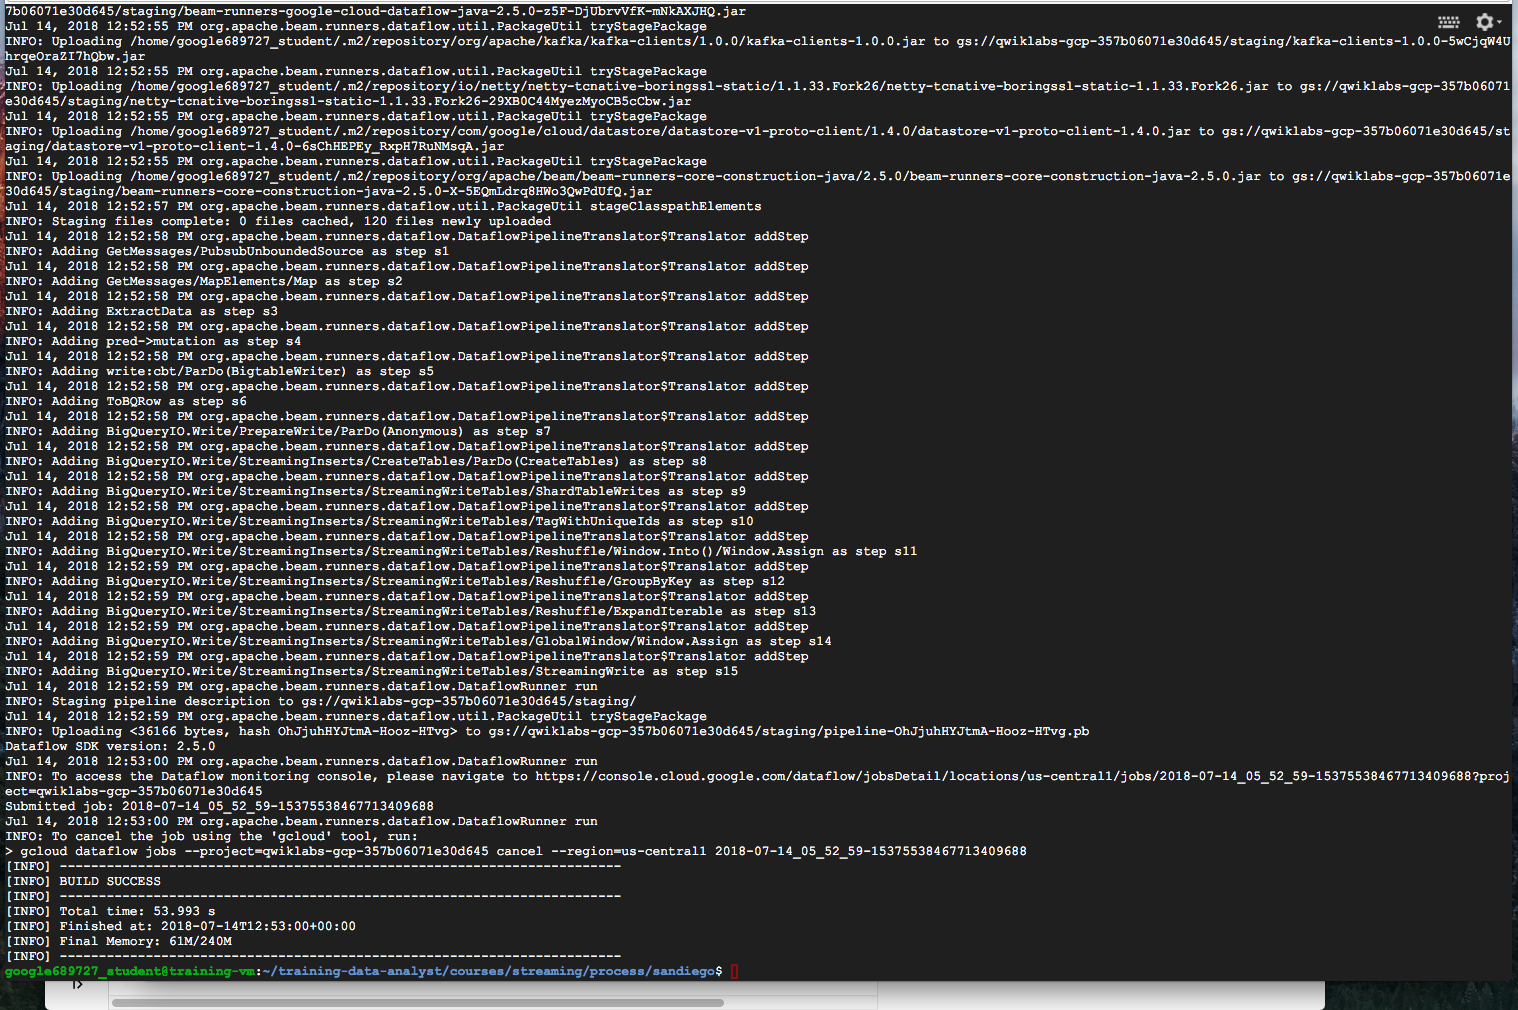 7b06071e30d645/staging/beam-runners-google-cloud-dataflow-java-2.5.0-z5F-DjUbrvVfK-mNkAXJHQ.jar
Jul 14, 2018 12:52:55 PM org.apache.beam.runners.dataflow.util.PackageUtil tryStagePackage
INFO: Uploading /home/google689727_student/.m2/repository/org/apache/kafka/kafka-clients/1.0.0/kafka-clients-1.0.0.jar to gs://qwiklabs-gcp-357b06071e30d645/staging/kafka-clients-1.0.0-5wCjqW4U
hrqeOraZI7hQbw.jar
Jul 14, 2018 12:52:55 PM org.apache.beam.runners.dataflow.util.PackageUtil tryStagePackage
INFO: Uploading /home/google689727_student/.m2/repository/io/netty/netty-tcnative-boringssl-static/1.1.33.Fork26/netty-tcnative-boringssl-static-1.1.33.Fork26.jar to gs://qwiklabs-gcp-357b06071
e30d645/staging/netty-tcnative-boringssl-static-1.1.33.Fork26-29XB0C44MyezMyoCB5cCbw.jar
Jul 14, 2018 12:52:55 PM org.apache.beam.runners.dataflow.util.PackageUtil tryStagePackage
INFO: Uploading /home/google689727_student/.m2/repository/com/google/cloud/datastore/datastore-v1-proto-client/1.4.0/datastore-v1-proto-client-1.4.0.jar to gs://qwiklabs-gcp-357b06071e30d645/st
aging/datastore-v1-proto-client-1.4.0-6sChHEPEy_RxpH7RuNMsqA.jar
Jul 14, 2018 12:52:55 PM org.apache.beam.runners.dataflow.util.PackageUtil tryStagePackage
INFO: Uploading /home/google689727_student/.m2/repository/org/apache/beam/beam-runners-core-construction-java/2.5.0/beam-runners-core-construction-java-2.5.0.jar to gs://qwiklabs-gcp-357b06071e
30d645/staging/beam-runners-core-construction-java-2.5.0-X-5EQmLdrq8HWo3QwPdUfQ.jar
Jul 14, 2018 12:52:57 PM org.apache.beam.runners.dataflow.util.PackageUtil stageClasspathElements
INFO: Staging files complete: 0 files cached, 120 files newly uploaded
Jul 14, 2018 12:52:58 PM org.apache.beam.runners.dataflow.DataflowPipelineTranslator$Translator addStep
INFO: Adding GetMessages/PubsubUnboundedSource as step s1
Jul 14, 2018 12:52:58 PM org.apache.beam.runners.dataflow.DataflowPipelineTranslator$Translator addStep
INFO: Adding GetMessages/MapElements/Map as step s2
Jul 14, 2018 12:52:58 PM org.apache.beam.runners.dataflow.DataflowPipelineTranslator$Translator addStep
INFO: Adding ExtractData as step s3
Jul 14, 2018 12:52:58 PM org.apache.beam.runners.dataflow.DataflowPipelineTranslator$Translator addStep
INFO: Adding pred->mutation as step s4
Jul 14, 2018 12:52:58 PM org.apache.beam.runners.dataflow.DataflowPipelineTranslator$Translator addStep
INFO: Adding write:cbt/ParDo(BigtableWriter) as step s5
Jul 14, 2018 12:52:58 PM org.apache.beam.runners.dataflow.DataflowPipelineTranslator$Translator addStep
INFO: Adding ToBQRow as step s6
Jul 14, 2018 12:52:58 PM org.apache.beam.runners.dataflow.DataflowPipelineTranslator$Translator addStep
INFO: Adding BigQueryIO.Write/PrepareWrite/ParDo(Anonymous) as step s7
Jul 14, 2018 12:52:58 PM org.apache.beam.runners.dataflow.DataflowPipelineTranslator$Translator addStep
INFO: Adding BigQueryIO.Write/StreamingInserts/CreateTables/ParDo(CreateTables) as step s8
Jul 14, 2018 12:52:58 PM org.apache.beam.runners.dataflow.DataflowPipelineTranslator$Translator addStep
INFO: Adding BigQueryIO.Write/StreamingInserts/StreamingWriteTables/ShardTableWrites as step s9
Jul 14, 2018 12:52:58 PM org.apache.beam.runners.dataflow.DataflowPipelineTranslator$Translator addStep
INFO: Adding BigQueryIO.Write/StreamingInserts/StreamingWriteTables/TagWithUniqueIds as step s10
Jul 14, 2018 12:52:58 PM org.apache.beam.runners.dataflow.DataflowPipelineTranslator$Translator addStep
INFO: Adding BigQueryIO.Write/StreamingInserts/StreamingWriteTables/Reshuffle/Window.Into()/Window.Assign as step s11
Jul 14, 2018 12:52:59 PM org.apache.beam.runners.dataflow.DataflowPipelineTranslator$Translator addStep
INFO: Adding BigQueryIO.Write/StreamingInserts/StreamingWriteTables/Reshuffle/GroupByKey as step s12
Jul 14, 2018 12:52:59 PM org.apache.beam.runners.dataflow.DataflowPipelineTranslator$Translator addStep
INFO: Adding BigQueryIO.Write/StreamingInserts/StreamingWriteTables/Reshuffle/ExpandIterable as step s13
Jul 14, 2018 12:52:59 PM org.apache.beam.runners.dataflow.DataflowPipelineTranslator$Translator addStep
INFO: Adding BigQueryIO.Write/StreamingInserts/StreamingWriteTables/GlobalWindow/Window.Assign as step s14
Jul 14, 2018 12:52:59 PM org.apache.beam.runners.dataflow.DataflowPipelineTranslator$Translator addStep
INFO: Adding BigQueryIO.Write/StreamingInserts/StreamingWriteTables/StreamingWrite as step s15
Jul 14, 2018 12:52:59 PM org.apache.beam.runners.dataflow.DataflowRunner run
INFO: Staging pipeline description to gs://qwiklabs-gcp-357b06071e30d645/staging/
Jul 14, 2018 12:52:59 PM org.apache.beam.runners.dataflow.util.PackageUtil tryStagePackage
INFO: Uploading <36166 bytes, hash OhJjuhHYJtmA-Hooz-HTvg> to gs://qwiklabs-gcp-357b06071e30d645/staging/pipeline-OhJjuhHYJtmA-Hooz-HTvg.pb
Dataflow SDK version: 2.5.0
Jul 14, 2018 12:53:00 PM org.apache.beam.runners.dataflow.DataflowRunner run
INFO: To access the Dataflow monitoring console, please navigate to https://console.cloud.google.com/dataflow/jobsDetail/locations/us-central1/jobs/2018-07-14_05_52_59-15375538467713409688?proj
ect=qwiklabs-gcp-357b06071e30d645
Submitted job: 2018-07-14_05_52_59-15375538467713409688
Jul 14, 2018 12:53:00 PM org.apache.beam.runners.dataflow.DataflowRunner run
INFO: To cancel the job using the 'gcloud' tool, run:
> gcloud dataflow jobs --project=qwiklabs-gcp-357b06071e30d645 cancel --region=us-central1 2018-07-14_05_52_59-15375538467713409688
[INFO] ------------------------------------------------------------------------
[INFO] BUILD SUCCESS
[INFO] ------------------------------------------------------------------------
[INFO] Total time: 53.993 s
[INFO] Finished at: 2018-07-14T12:53:00+00:00
[INFO] Final Memory: 61M/240M
[INFO] ------------------------------------------------------------------------
google689727_student@training-vm:~/training-data-analyst/courses/streaming/process/sandiego$